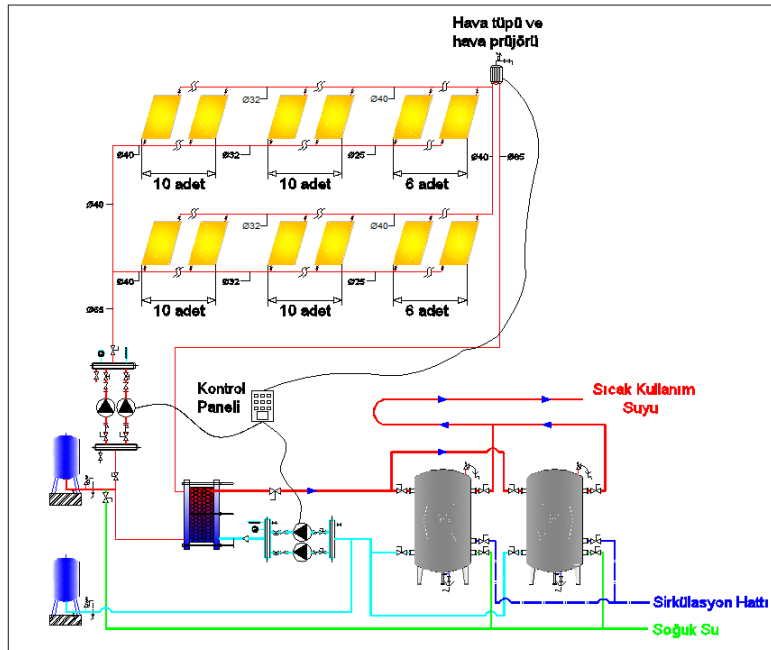 Hava tüpü ve
hava prüjörü
Ø32
Ø40
Ø40
Ø32
Ø25
Ø40
Ø65
10 adet
10 adet
6 adet
Ø40
Ø32
Ø40
Ø40
Ø32
Ø25
10 adet
10 adet
6 adet
Ø65
Kontrol
Paneli
Sıcak Kullanım
Suyu
Sirkülasyon Hattı
Soğuk Su